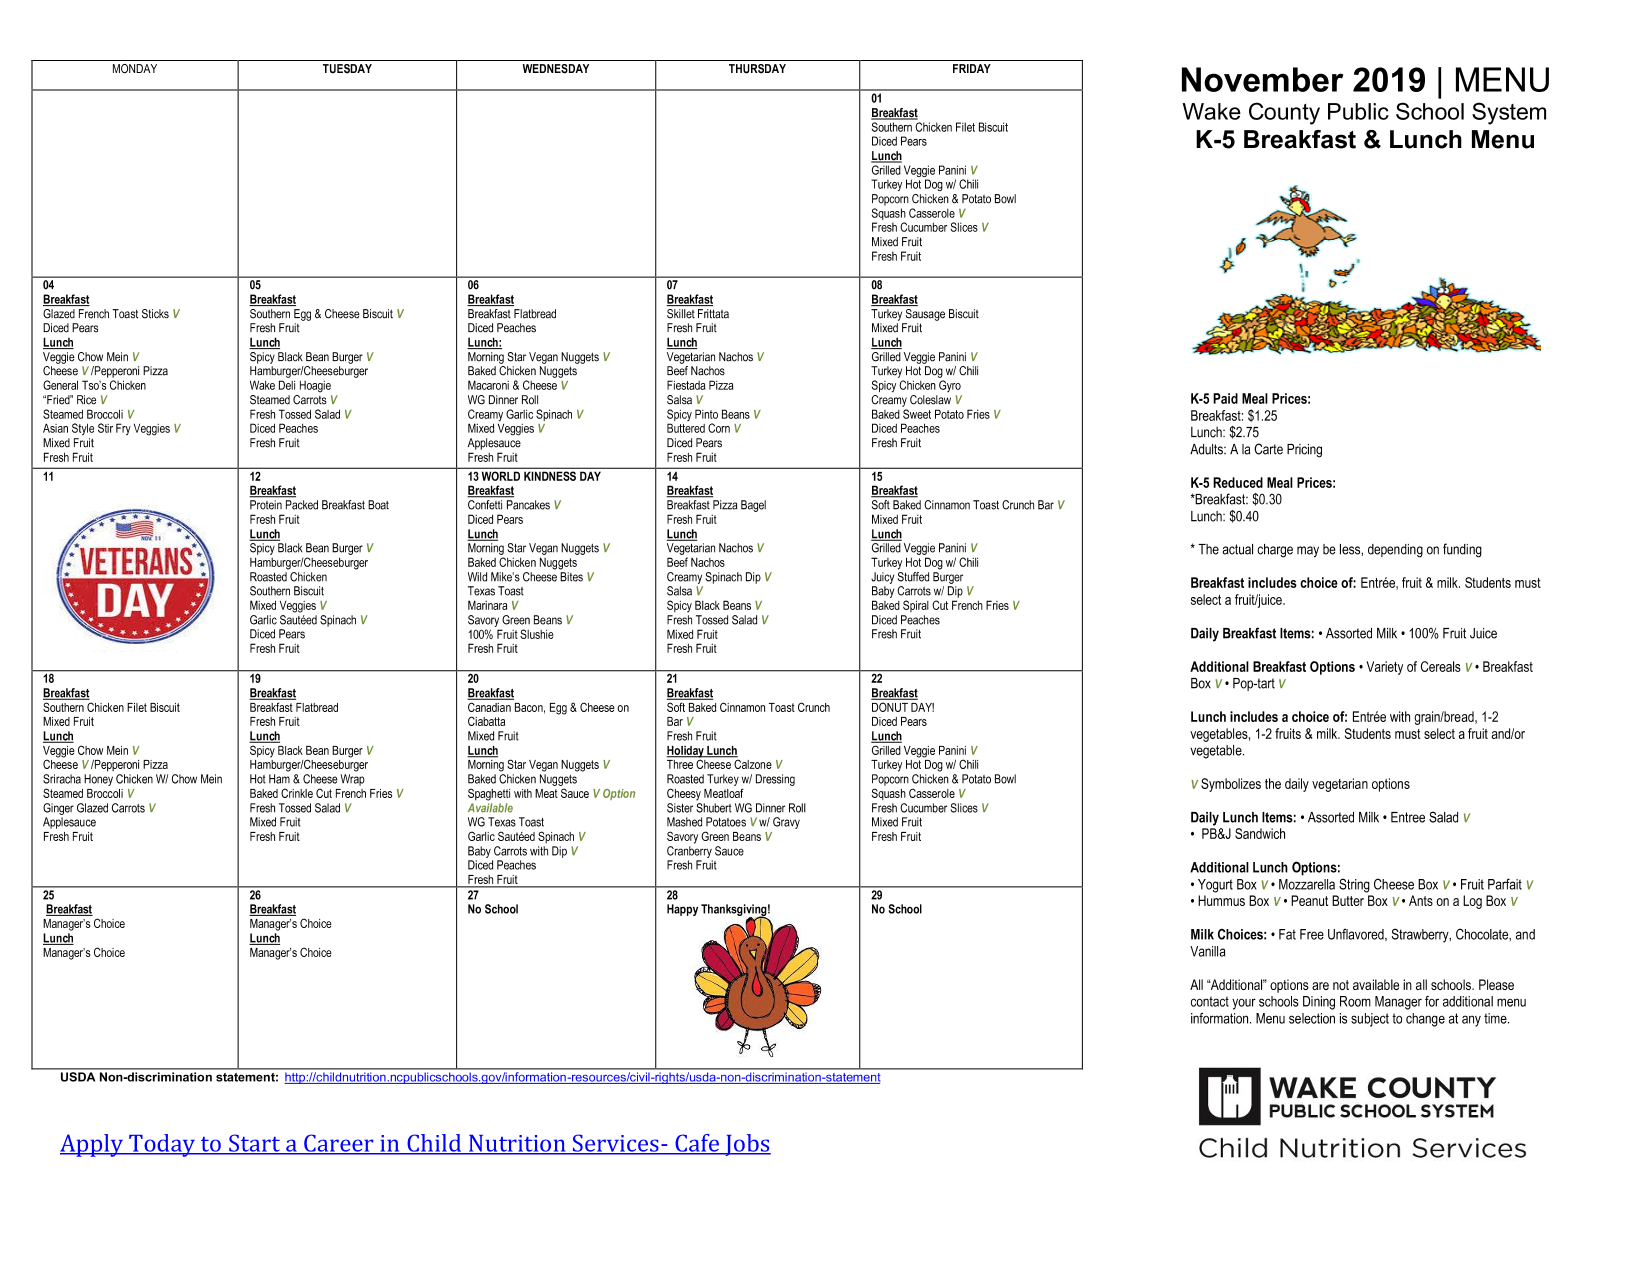 MONDAY
TUESDAY
WEDNESDAY
THURSDAY
FRIDAY
01
Breakfast
Southern Chicken Filet Biscuit
Diced Pears
Lunch
Grilled Veggie Panini V
Turkey Hot Dog w/ Chili
Popcorn Chicken & Potato Bowl
Squash Casserole V
Fresh Cucumber Slices V
Mixed Fruit
Fresh Fruit
04
Breakfast
Glazed French Toast Sticks V
Diced Pears
Lunch
Veggie Chow Mein V
Cheese V /Pepperoni Pizza
General Tso's Chicken
“Fried” Rice V
Steamed Broccoli V
Asian Style Stir Fry Veggies V
Mixed Fruit
Fresh Fruit
05
Breakfast
Southern Egg & Cheese Biscuit V
Fresh Fruit
Lunch
Spicy Black Bean Burger V
Hamburger/Cheeseburger
Wake Deli Hoagie
Steamed Carrots V
Fresh Tossed Salad V
Diced Peaches
Fresh Fruit
06
Breakfast
Breakfast Flatbread
Diced Peaches
Lunch:
Morning Star Vegan Nuggets V
Baked Chicken Nuggets
Macaroni & Cheese V
WG Dinner Roll
Creamy Garlic Spinach V
Mixed Veggies V
Applesauce
Fresh Fruit
07
Breakfast
Skillet Frittata
Fresh Fruit
Lunch
Vegetarian Nachos V
Beef Nachos
Fiestada Pizza
Salsa V
Spicy Pinto Beans V
Buttered Corn V
Diced Pears
Fresh Fruit
08
Breakfast
Turkey Sausage Biscuit
Mixed Fruit
Lunch
Grilled Veggie Panini V
Turkey Hot Dog w/ Chili
Spicy Chicken Gyro
Creamy Coleslaw V
Baked Sweet Potato Fries V
Diced Peaches
Fresh Fruit
11
NOV. 11
VETERANS
DAY
12
Breakfast
Protein Packed Breakfast Boat
Fresh Fruit
Lunch
Spicy Black Bean Burger V
Hamburger/Cheeseburger
Roasted Chicken
Southern Biscuit
Mixed Veggies V
Garlic Sautéed Spinach V
Diced Pears
Fresh Fruit
13 WORLD KINDNESS DAY
Breakfast
Confetti Pancakes V
Diced Pears
Lunch
Morning Star Vegan Nuggets V
Baked Chicken Nuggets
Wild Mike's Cheese Bites V
Texas Toast
Marinara V
Savory Green Beans V
100% Fruit Slushie
Fresh Fruit
14
Breakfast
Breakfast Pizza Bagel
Fresh Fruit
Lunch
Vegetarian Nachos V
Beef Nachos
Creamy Spinach Dip V
Salsa V
Spicy Black Beans V
Fresh Tossed Salad V
Mixed Fruit
Fresh Fruit
15
Breakfast
Soft Baked Cinnamon Toast Crunch Bar V
Mixed Fruit
Lunch
Grilled Veggie Panini V
Turkey Hot Dog w/ Chili
Juicy Stuffed Burger
Baby Carrots w/ Dip V
Baked Spiral Cut French Fries V
Diced Peaches
Fresh Fruit
18
Breakfast
Southern Chicken Filet Biscuit
Mixed Fruit
Lunch
Veggie Chow Mein V
Cheese V /Pepperoni Pizza
Sriracha Honey Chicken W/ Chow Mein
Steamed Broccoli V
Ginger Glazed Carrots V
Applesauce
Fresh Fruit
19
Breakfast
Breakfast Flatbread
Fresh Fruit
Lunch
Spicy Black Bean Burger V
Hamburger/Cheeseburger
Hot Ham & Cheese Wrap
Baked Crinkle Cut French Fries V
Fresh Tossed Salad V
Mixed Fruit
Fresh Fruit
20
Breakfast
Canadian Bacon, Egg & Cheese on
Ciabatta
Mixed Fruit
Lunch
Morning Star Vegan Nuggets V
Baked Chicken Nuggets
Spaghetti with Meat Sauce V Option
Available
WG Texas Toast
Garlic Sautéed Spinach V
Baby Carrots with Dip V
Diced Peaches
Fresh Fruit
21
Breakfast
Soft Baked Cinnamon Toast Crunch
Bar V
Fresh Fruit
Holiday Lunch
Three Cheese Calzone V
Roasted Turkey w/ Dressing
Cheesy Meatloaf
Sister Shubert WG Dinner Roll
Mashed Potatoes V w/ Gravy
Savory Green Beans V
Cranberry Sauce
Fresh Fruit
22
Breakfast
DONUT DAY!
Diced Pears
Lunch
Grilled Veggie Panini V
Turkey Hot Dog w/ Chili
Popcorn Chicken & Potato Bowl
Squash Casserole V
Fresh Cucumber Slices V
Mixed Fruit
Fresh Fruit
25
Breakfast
Manager's Choice
Lunch
Manager's Choice
26
Breakfast
Manager's Choice
Lunch
Manager's Choice
27
No School
28
Happy Thanksgiving!
29
No School
USDA Non-discrimination statement: http://childnutrition.ncpublicschools.gov/information-resources/civil-rights/usda-non-discrimination-statement
Apply Today to Start a Career in Child Nutrition Services- Cafe Jobs
November 2019 | MENU
Wake County Public School System
K-5 Breakfast & Lunch Menu
K-5 Paid Meal Prices:
Breakfast: $1.25
Lunch: $2.75
Adults: A la Carte Pricing
K-5 Reduced Meal Prices:
*Breakfast: $0.30
Lunch: $0.40
* The actual charge may be less, depending on funding
Breakfast includes choice of: Entrée, fruit & milk. Students must
select a fruit/juice.
Daily Breakfast Items: • Assorted Milk • 100% Fruit Juice
Additional Breakfast Options • Variety of Cereals V • Breakfast
Box V • Pop-tart V
Lunch includes a choice of: Entrée with grain/bread, 1-2
vegetables, 1-2 fruits & milk. Students must select a fruit and/or
vegetable.
V Symbolizes the daily vegetarian options
Daily Lunch Items: • Assorted Milk • Entree Salad V
• PB&J Sandwich
Additional Lunch Options:
• Yogurt Box V • Mozzarella String Cheese Box V • Fruit Parfait V
• Hummus Box V • Peanut Butter Box V • Ants on a Log Box V
Milk Choices: • Fat Free Unflavored, Strawberry, Chocolate, and
Vanilla
All “Additional” options are not available in all schools. Please
contact your schools Dining Room Manager for additional menu
information. Menu selection is subject to change at any time.
WAKE COUNTY
PUBLIC SCHOOL SYSTEM
Child Nutrition Services